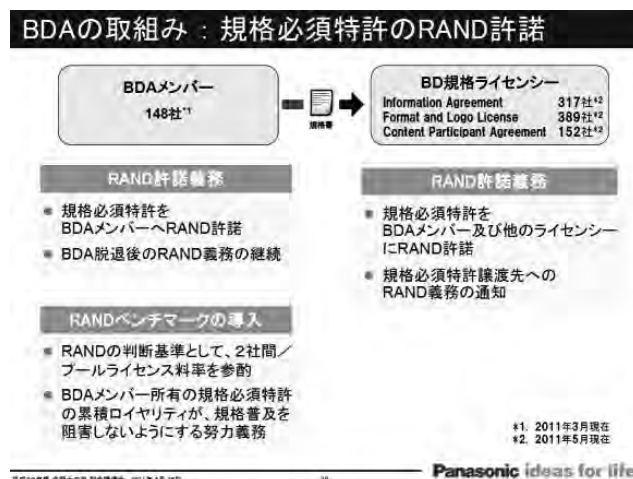 BDAの取組み：規格必須特許のRAND許諾
BDAメンバー
148社*1
規格書
BD規格ライセンシー
Information Agreement 317社*2
Format and Logo License 389社*2
Content Participant Agreement 152社*2
RAND許諾義務
規格必須特許を
BDAメンバーへRAND許諾
BDA脱退後のRAND義務の継続
RANDベンチマークの導入
RANDの判断基準として、2社間／
プールライセンス料率を参酌
BDAメンバー所有の規格必須特許
の累積ロイヤリティが、規格普及を
阻害しないようにする努力義務
RAND許諾義務
規格必須特許を
BDAメンバー及び他のライセンシー
にRAND許諾
規格必須特許譲渡先への
RAND義務の通知
*1. 2011年3月現在
*2. 2011年5月現在
Panasonic ideas for life